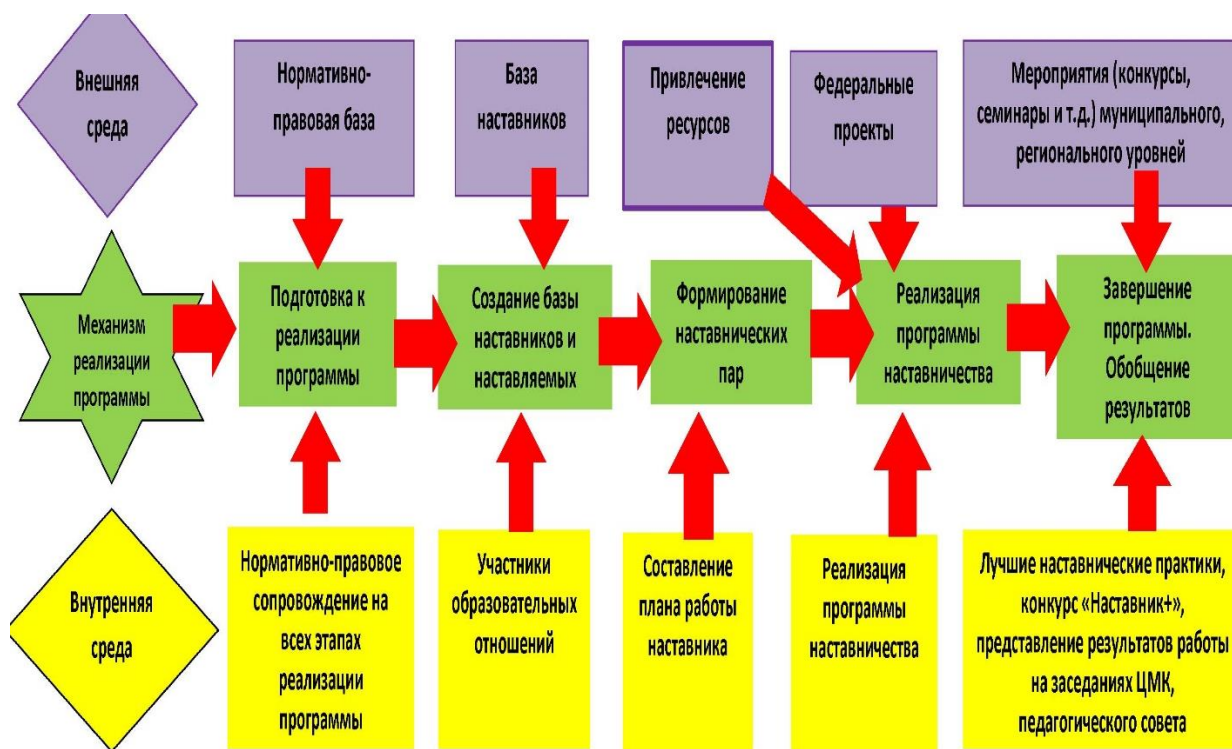 Внешняя
среда
Нормативно-
правовая база
База
наставников
Привлечение
ресурсов
Федеральные
проекты
Мероприятия (конкурсы,
семинары и т.д.) муниципального,
регионального уровней
Механизм
реализации
программы
Подготовка к
реализации
программы
Создание базы
наставников и
наставляемых
Формирование
наставнических
пар
Реализация
программы
наставничества
Завершение
программы.
Обобщение
результатов
Внутренняя
среда
Нормативно-правовое
сопровождение на
всех этапах
реализации
программы
Участники
образовательных
отношений
Составление
плана работы
наставника
Реализация
программы
наставничества
Лучшие наставнические практики,
конкурс «Наставник+»,
представление результатов работы
на заседаниях ЦМК,
педагогического совета